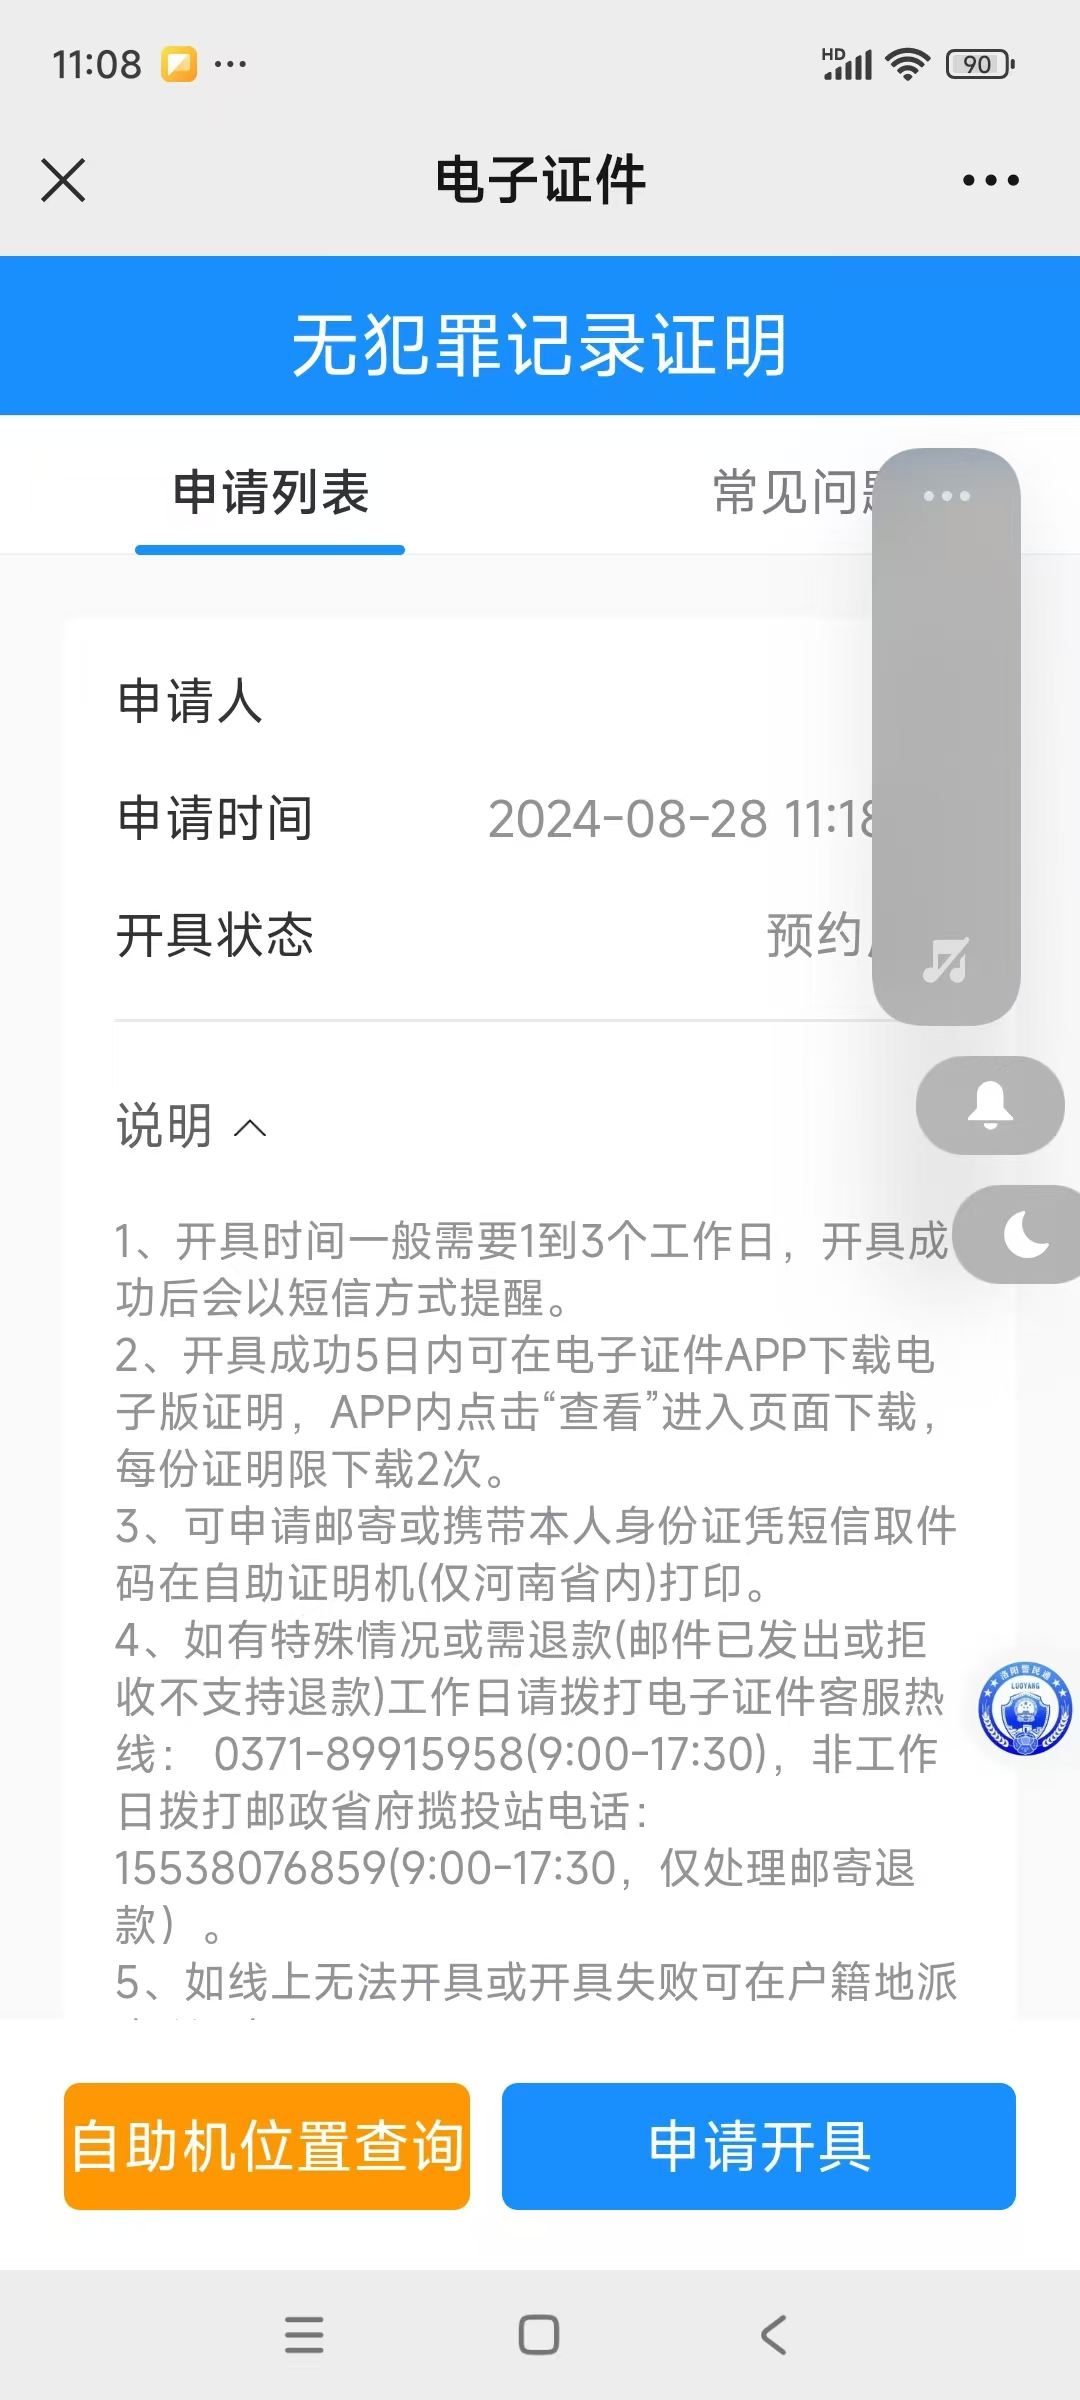 11:08
HD
90
电子证件
无犯罪记录证明
申请列表
常见问
申请人
申请时间
2024-08-28 11:18
开具状态
预约
说明
1、开具时间一般需要1到3个工作日，开具成
功后会以短信方式提醒。
2、开具成功5日内可在电子证件APP下载电
子版证明，APP内点击“查看”进入页面下载，
每份证明限下载2次。
3、可申请邮寄或携带本人身份证凭短信取件
码在自助证明机(仅河南省内)打印。
4、如有特殊情况或需退款(邮件已发出或拒
收不支持退款)工作日请拨打电子证件客服热
线： 0371-89915958(9:00-17:30)，非工作
日拨打邮政省府揽投站电话：
15538076859(9:00-17:30，仅处理邮寄退
款）。
5、如线上无法开具或开具失败可在户籍地派
洛阳警民通
LUOYANG
自助机位置查询
申请开具